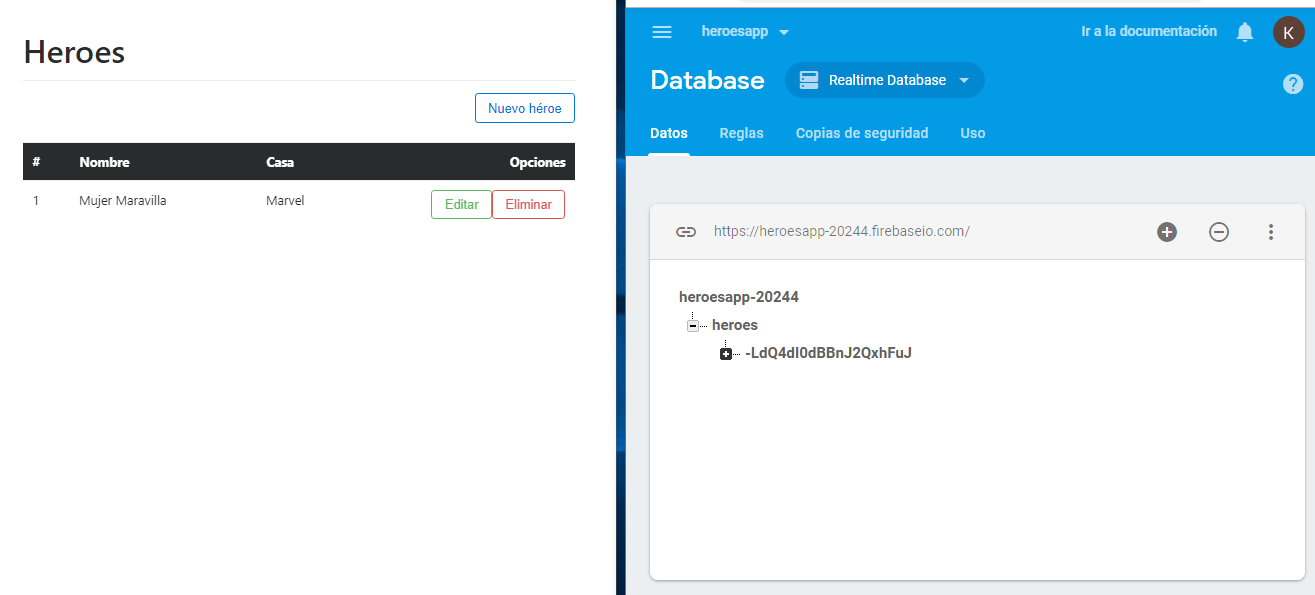 Heroes
Nuevo héroe
# Nombre Casa Opciones
1 Mujer Maravilla Marvel Editar Eliminar
heroesapp Ir a la documentación K
Database Realtime Database ?
Datos Reglas Copias de seguridad Uso
https://heroesapp-20244.firebaseio.com/
heroesapp-20244
heroes
-LdQ4dI0dBBnJ2QxhFuJ